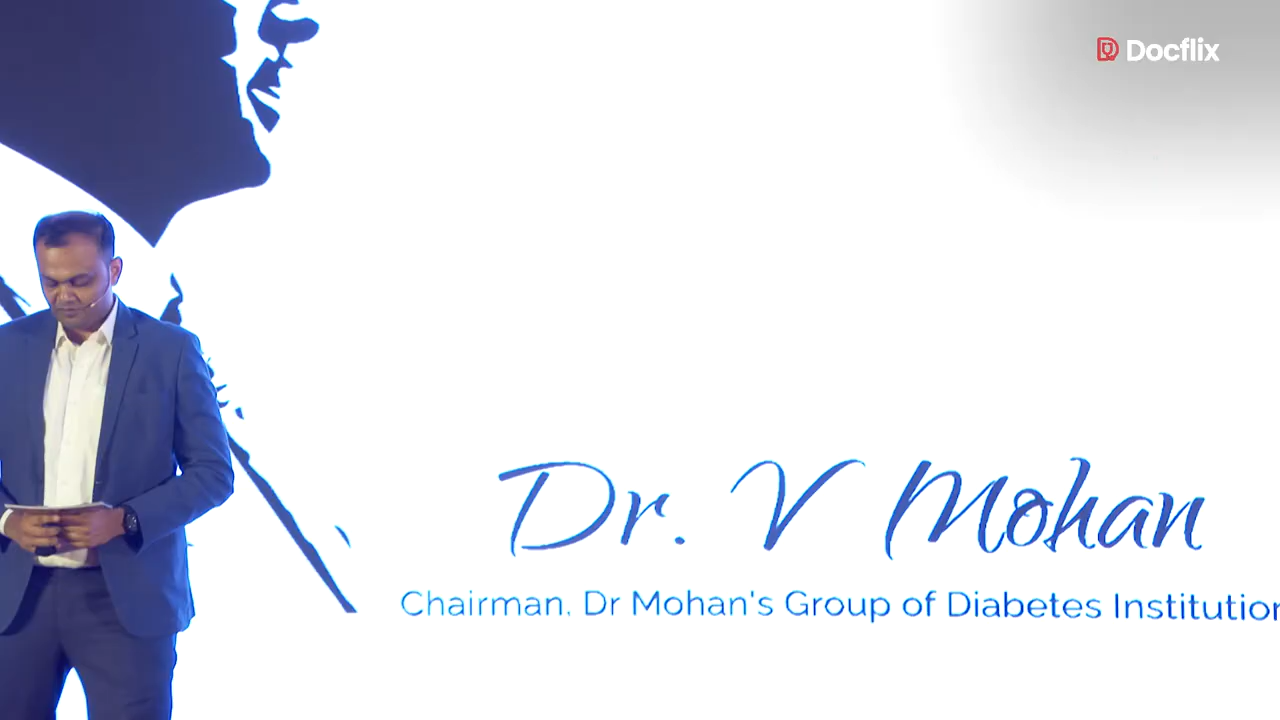 Docflix
Dr. V Mohan
Chairman, Dr Mohan's Group of Diabetes Institution